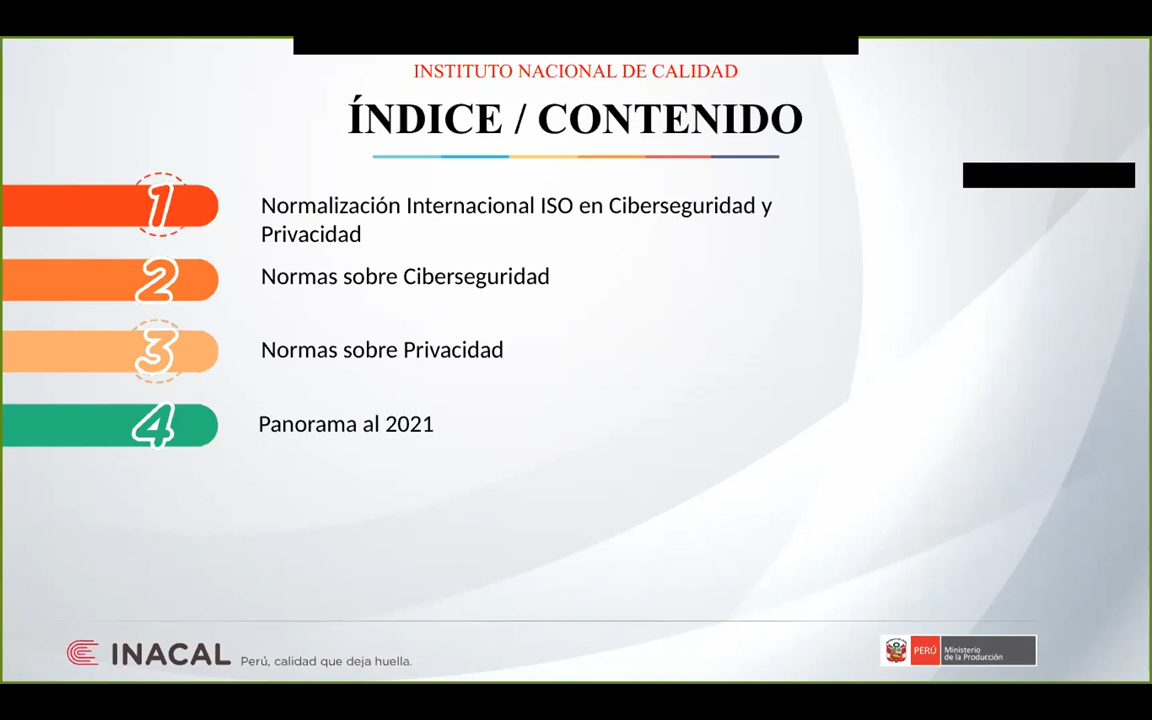 INSTITUTO NACIONAL DE CALIDAD
ÍNDICE / CONTENIDO
1
Normalización Internacional ISO en Ciberseguridad y
Privacidad
2
Normas sobre Ciberseguridad
3
Normas sobre Privacidad
4
Panorama al 2021
INACAL Perú, calidad que deja huella.
PERÚ
Ministerio
de la Producción